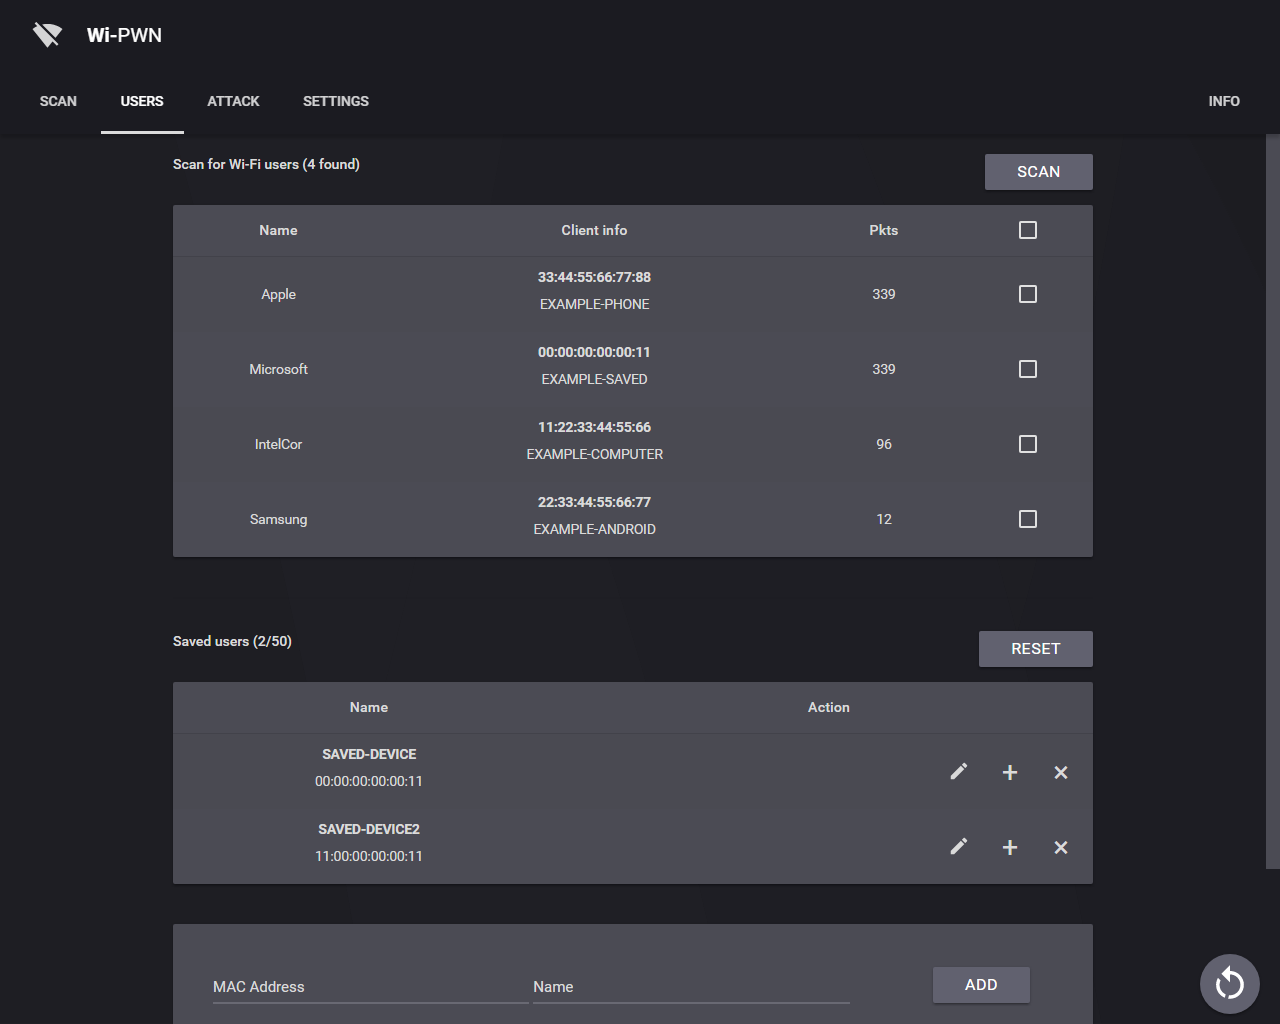 Wi-PWN
SCAN USERS ATTACK SETTINGS INFO
Scan for Wi-Fi users (4 found) SCAN
Name Client info Pkts
33:44:55:66:77:88
Apple EXAMPLE-PHONE 339
00:00:00:00:00:11
Microsoft EXAMPLE-SAVED 339
11:22:33:44:55:66
IntelCor EXAMPLE-COMPUTER 96
22:33:44:55:66:77
Samsung EXAMPLE-ANDROID 12
Saved users (2/50) RESET
Name Action
SAVED-DEVICE
00:00:00:00:00:11
SAVED-DEVICE2
11:00:00:00:00:11
MAC Address Name ADD